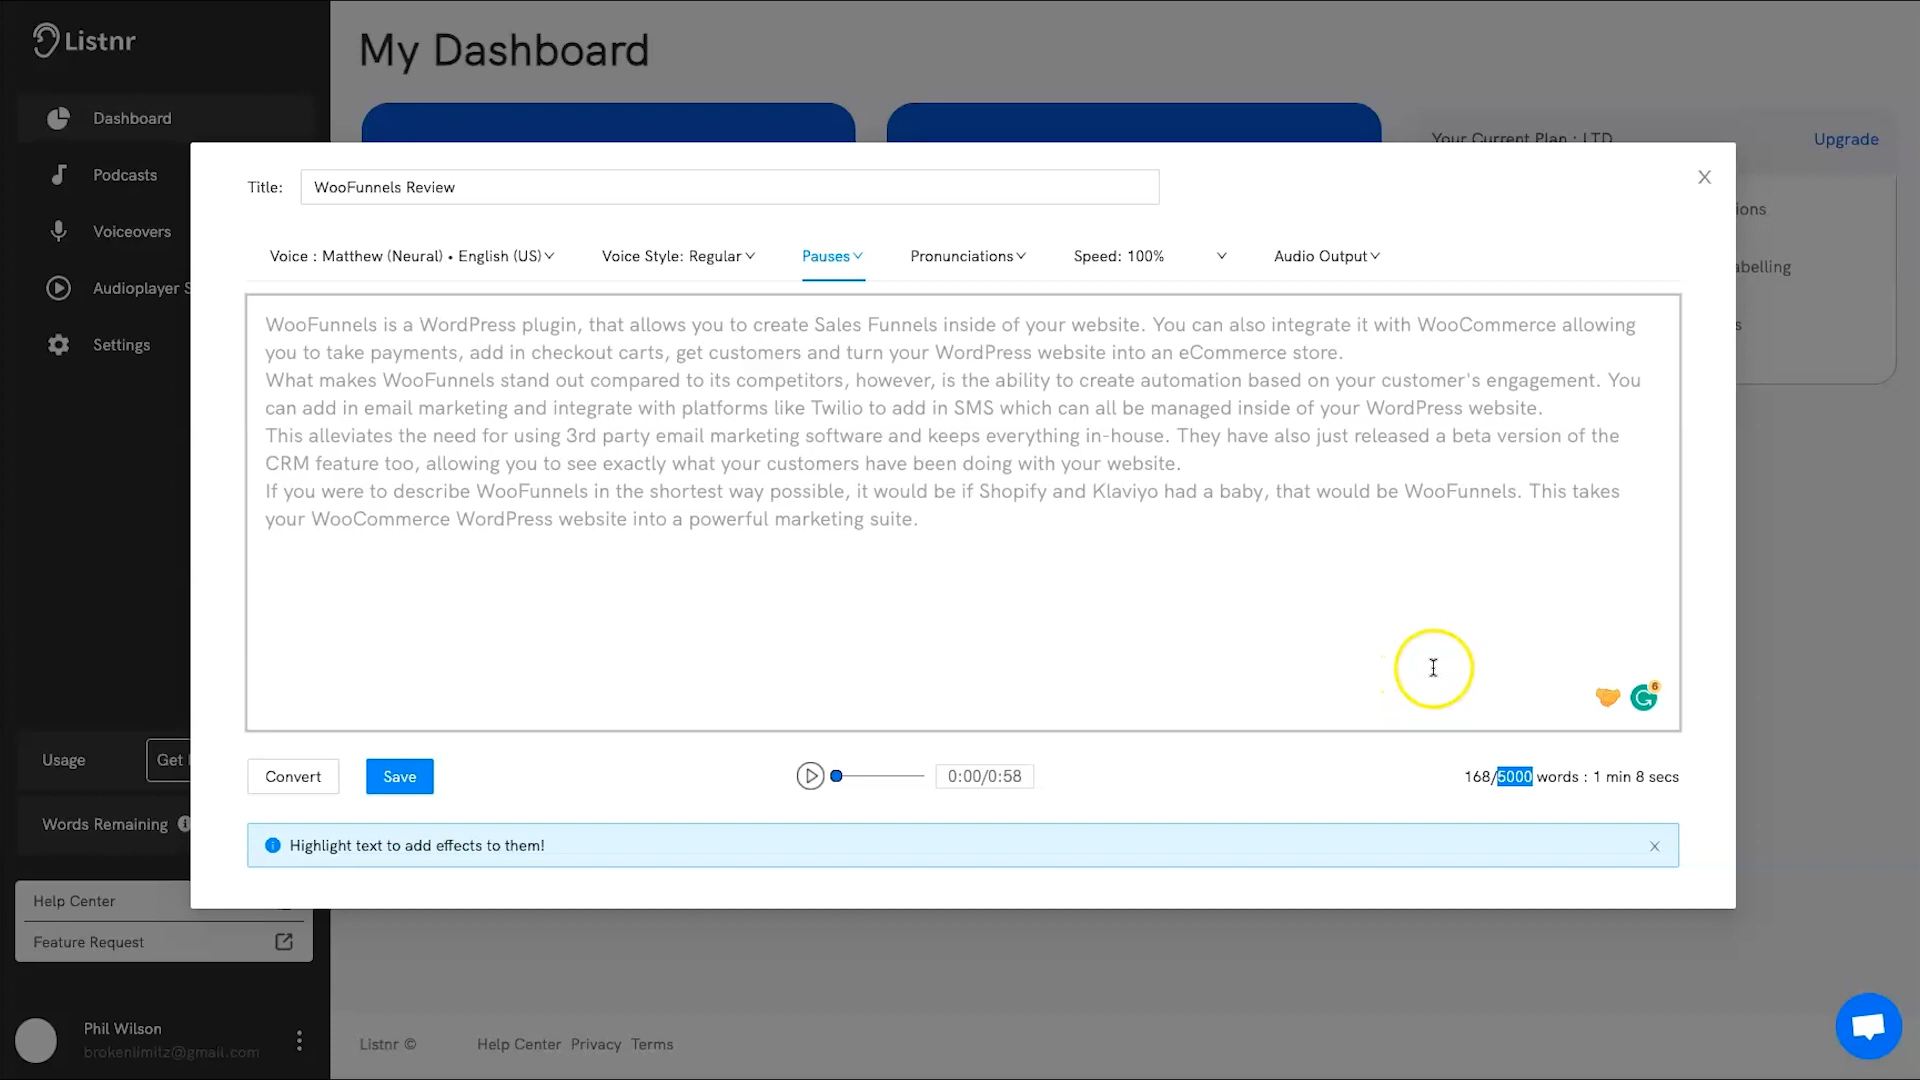 Listnr
My Dashboard
Dashboard
Your Current Plan : LTD
Upgrade
Podcasts
Title:
WooFunnels Review
ions
Voiceovers
Voice : Matthew (Neural) • English (US)
Voice Style: Regular
Pauses
Pronunciations
Speed: 100%
Audio Output
abelling
Audioplayer S
WooFunnels is a WordPress plugin, that allows you to create Sales Funnels inside of your website. You can also integrate it with WooCommerce allowing
you to take payments, add in checkout carts, get customers and turn your WordPress website into an eCommerce store.
s
Settings
What makes WooFunnels stand out compared to its competitors, however, is the ability to create automation based on your customer's engagement. You
can add in email marketing and integrate with platforms like Twilio to add in SMS which can all be managed inside of your WordPress website.
This alleviates the need for using 3rd party email marketing software and keeps everything in-house. They have also just released a beta version of the
CRM feature too, allowing you to see exactly what your customers have been doing with your website.
If you were to describe WooFunnels in the shortest way possible, it would be if Shopify and Klaviyo had a baby, that would be WooFunnels. This takes
your WooCommerce WordPress website into a powerful marketing suite.
6
Usage
Get
Convert
Save
0:00/0:58
168/5000 words : 1 min 8 secs
Words Remaining
Highlight text to add effects to them!
Help Center
Feature Request
Phil Wilson
brokenlimitz@gmail.com
Listnr ©
Help Center
Privacy
Terms